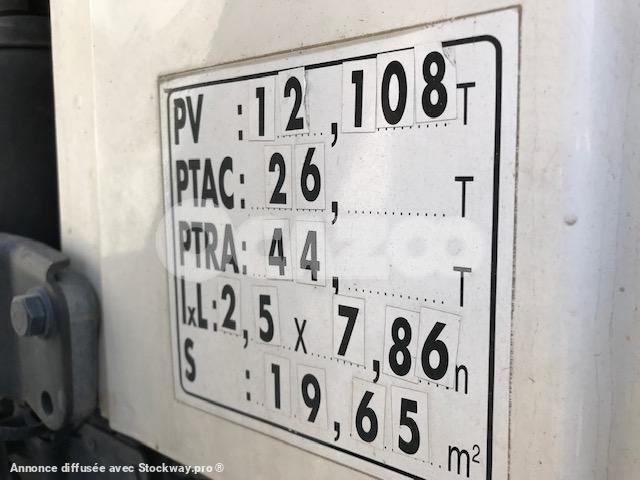 PV : 12,108 T
PTAC: 26, T
PTRA: 44, T
lxL: 2,5 x 7,86 m
S : 19,65 m²
Annonce diffusée avec Stockway.pro ®